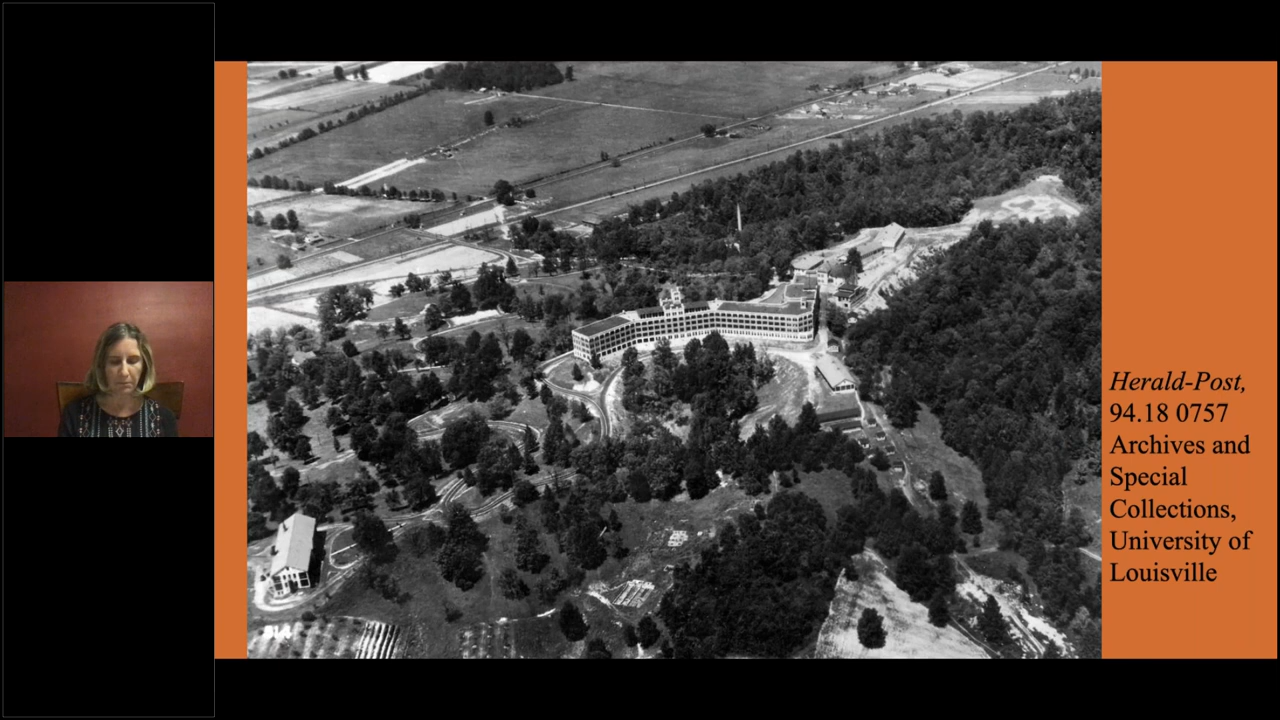 Herald-Post,
94.18 0757
Archives and
Special
Collections,
University of
Louisville